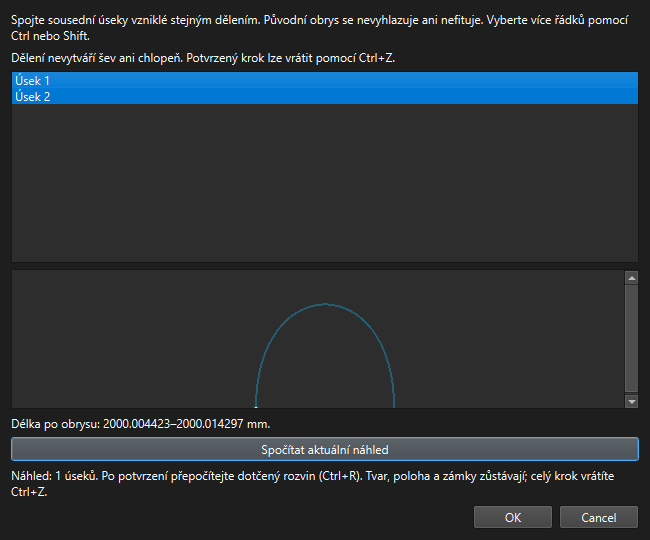 Spojte sousední úseky vzniklé stejným dělením. Původní obrys se nevyhlazuje ani nefituje. Vyberte více řádků pomocí
Ctrl nebo Shift.
Dělení nevytváří šev ani chlopeň. Potvrzený krok lze vrátit pomocí Ctrl+Z.
Úsek 1
Úsek 2
Délka po obrysu: 2000.004423–2000.014297 mm.
Spočítat aktuální náhled
Náhled: 1 úseků. Po potvrzení přepočítejte dotčený rozvin (Ctrl+R). Tvar, poloha a zámky zůstávají; celý krok vrátíte
Ctrl+Z.
OK
Cancel